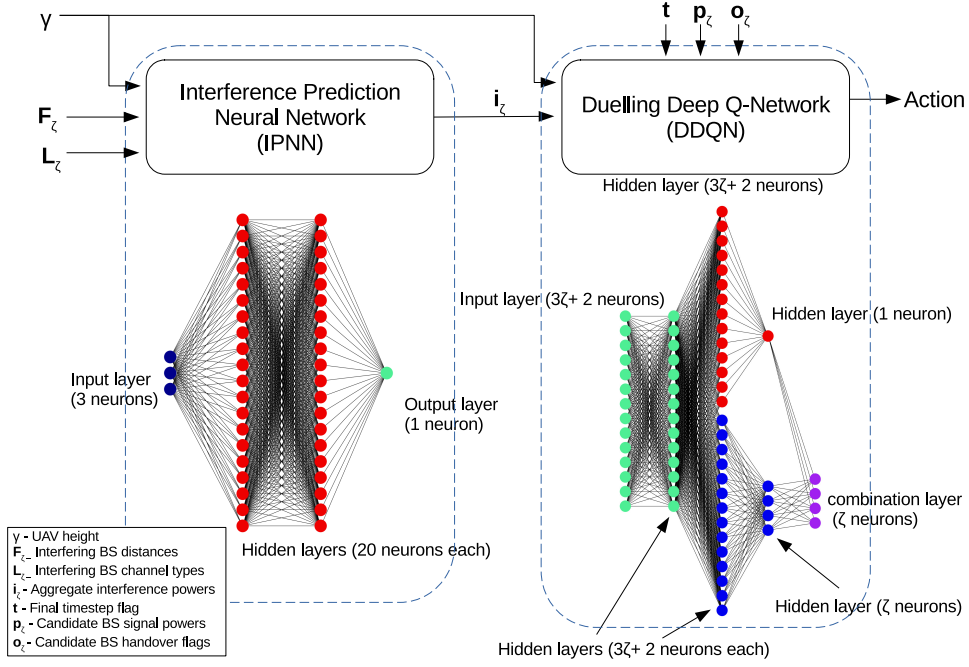 γ
t p_ζ o_ζ
Interference Prediction
Neural Network
(IPNN)
F_ζ
L_ζ
i_ζ
Duelling Deep Q-Network
(DDQN)
Action
Hidden layer (3ζ+ 2 neurons)
Input layer (3ζ+ 2 neurons)
Hidden layer (1
neuron)
Input layer
(3 neurons)
Output layer
(1 neuron)
combination layer
(ζ neurons)
Hidden layers (20 neurons each)
Hidden layer (ζ neurons)
Hidden layers (3ζ+ 2 neurons each)
γ - UAV height
F_ζ– Interfering BS distances
L_ζ– Interfering BS channel types
i_ζ - Aggregate interference powers
t - Final timestep flag
p_ζ - Candidate BS signal powers
o_ζ - Candidate BS handover flags